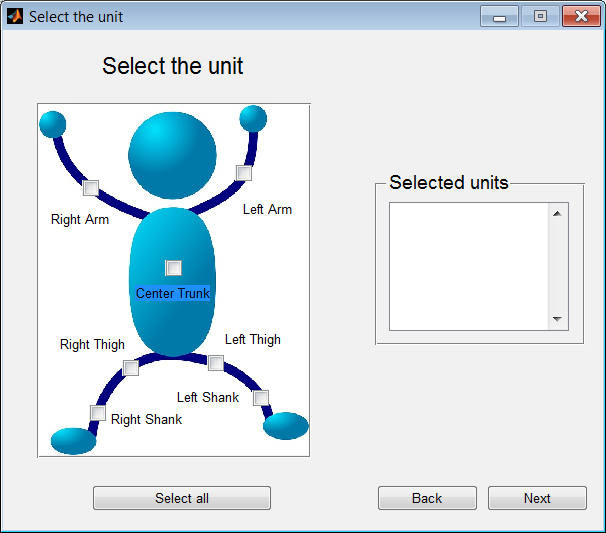 Select the unit
Select the unit
Selected units
Right Arm
Left Arm
Center Trunk
Right Thigh
Left Thigh
Left Shank
Right Shank
Select all
Back
Next